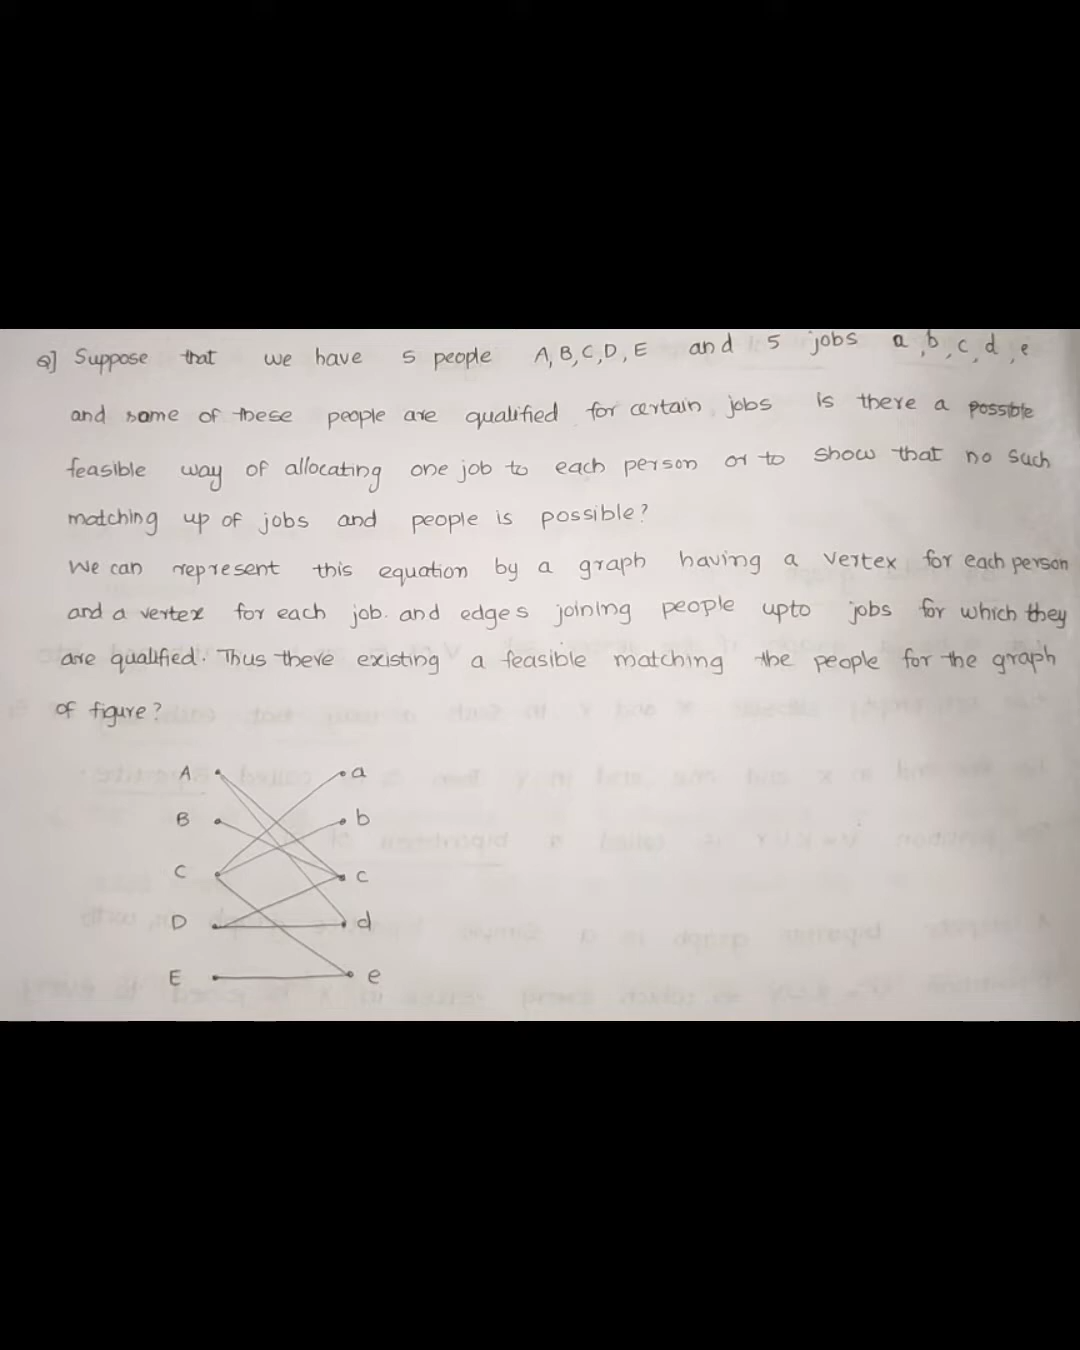 Q] Suppose that we have 5 people A, B, C, D, E and 5 jobs a, b, c, d, e
and some of these people are qualified for certain jobs is there a possible
feasible way of allocating one job to each person or to show that no such
matching up of jobs and people is possible?
We can represent this equation by a graph having a vertex for each person
and a vertex for each job. and edges joining people upto jobs for which they
are qualified. Thus there existing a feasible matching the people for the graph
of figure?
A a
B b
C c
D d
E e